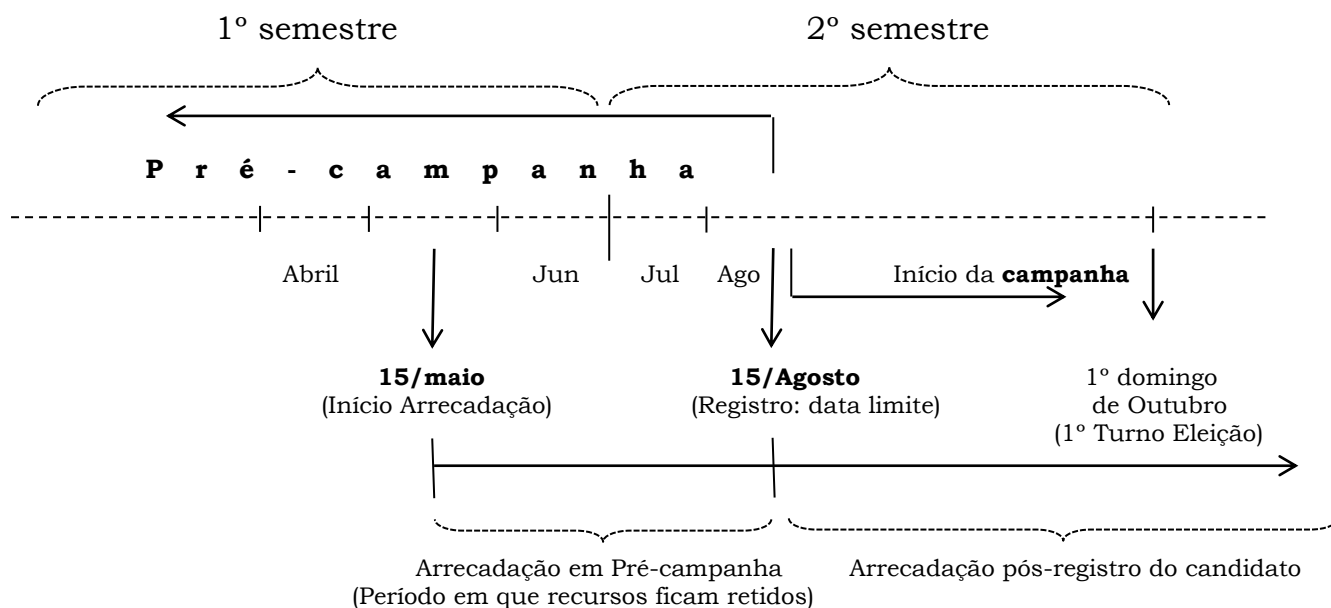 1º semestre
2º semestre
P r é - c a m p a n h a
Abril
Jun
Jul
Ago
Início da campanha
15/maio
(Início Arrecadação)
15/Agosto
(Registro: data limite)
1º domingo
de Outubro
(1º Turno Eleição)
Arrecadação em Pré-campanha
(Período em que recursos ficam retidos)
Arrecadação pós-registro do candidato